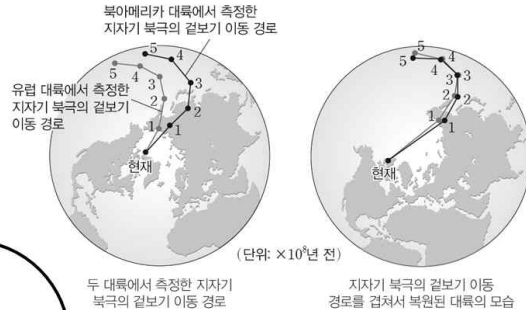 북아메리카 대륙에서 측정한
지자기 북극의 겉보기 이동 경로
5
5
4
4
3
3
유럽 대륙에서 측정한
지자기 북극의 겉보기
이동 경로
2
2
1
1
현재
5
5
4
4
3
3
2
2
1
1
현재
(단위: ×10⁸년 전)
두 대륙에서 측정한 지자기
북극의 겉보기 이동 경로
지자기 북극의 겉보기 이동
경로를 겹쳐서 복원된 대륙의 모습